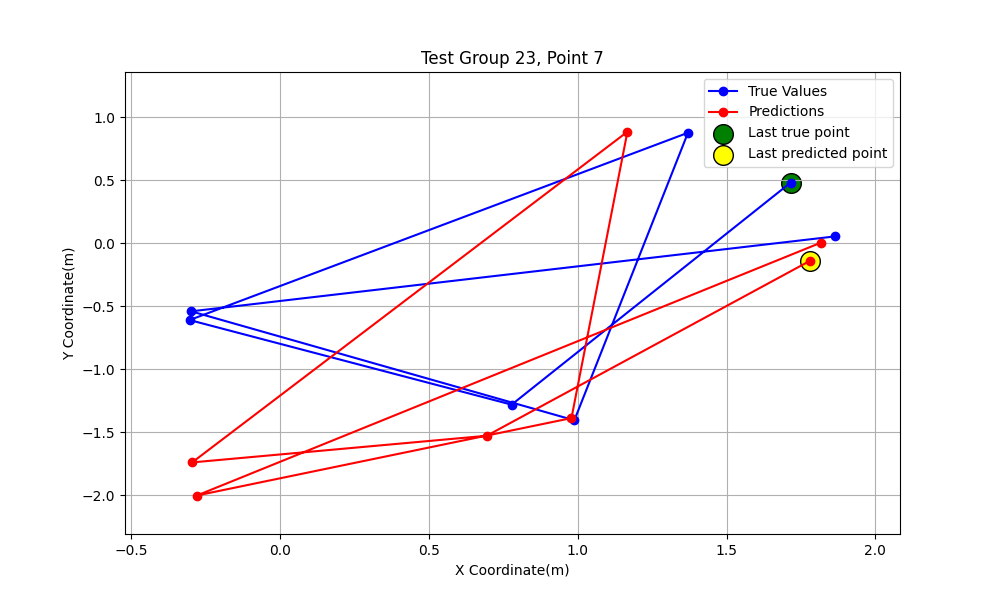 Test Group 23, Point 7
True Values
Predictions
Last true point
Last predicted point
1.0
0.5
0.0
−0.5
−1.0
−1.5
−2.0
Y Coordinate(m)
−0.5 0.0 0.5 1.0 1.5 2.0
X Coordinate(m)